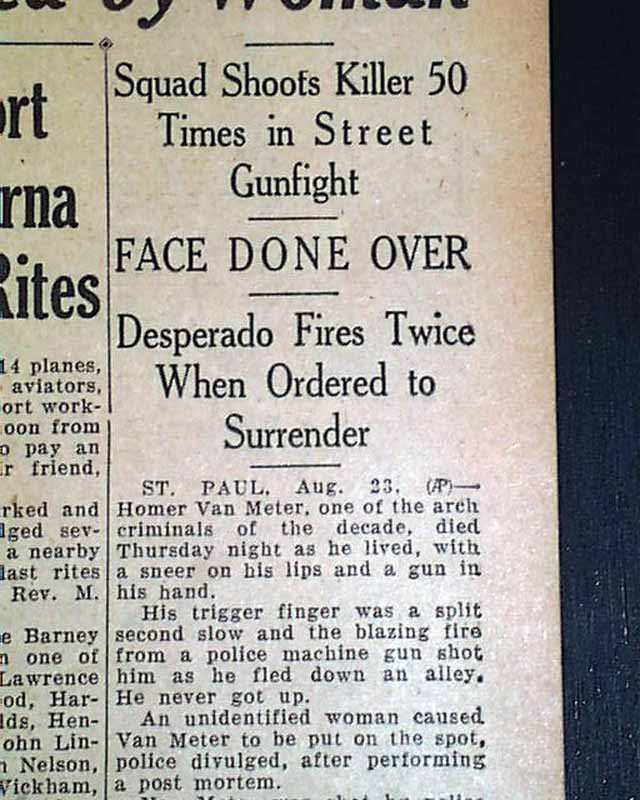 ed by Woman
ort
rna
Rites
14 planes,
aviators,
ort work-
oon from
o pay an
r friend,
rked and
dged sev-
a nearby
last rites
Rev. M.
e Barney
n one of
Lawrence
od, Har-
lds, Hen-
ohn Lin-
n Nelson,
Wickham,
Squad Shoots Killer 50
Times in Street
Gunfight
FACE DONE OVER
Desperado Fires Twice
When Ordered to
Surrender
ST. PAUL, Aug. 23, (AP)—
Homer Van Meter, one of the arch
criminals of the decade, died
Thursday night as he lived, with
a sneer on his lips and a gun in
his hand.
His trigger finger was a split
second slow and the blazing fire
from a police machine gun shot
him as he fled down an alley.
He never got up.
An unidentified woman caused
Van Meter to be put on the spot,
police divulged, after performing
a post mortem.